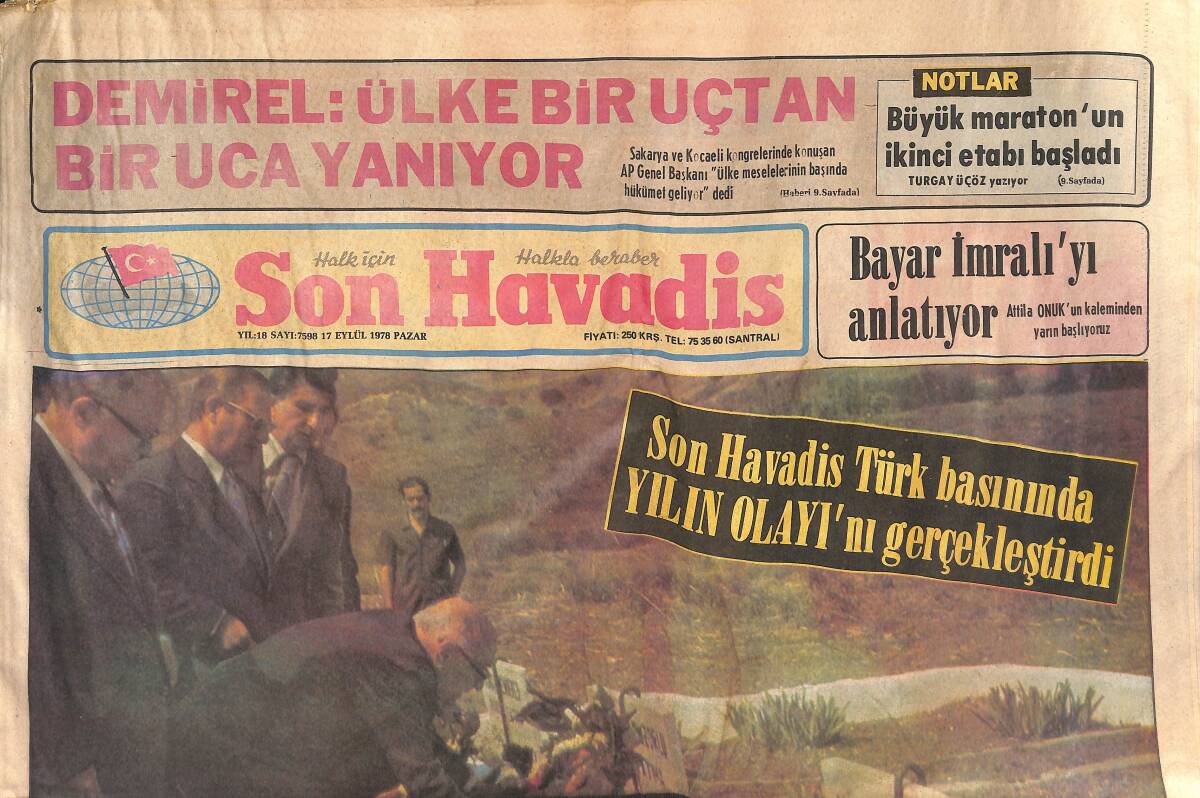 DEMİREL: ÜLKE BİR UÇTAN
BİR UCA YANIYOR
Sakarya ve Kocaeli kongrelerinde konuşan
AP Genel Başkanı "Ülke meselelerinin başında
hükümet geliyor" dedi
(Haberi 9.Sayfada)
NOTLAR
Büyük maraton'un
ikinci etabı başladı
TURGAY ÜÇÖZ yazıyor (9.Sayfada)
Halk için Halkla beraber
Son Havadis
YIL:18 SAYI:7598 17 EYLÜL 1978 PAZAR
FİYATI: 250 KRŞ. TEL: 75 35 60 (SANTRAL)
Bayar İmralı'yı
anlatıyor
Attila ONUK'un kaleminden
yarın başlıyoruz
Son Havadis Türk basınında
YILIN OLAYI'nı gerçekleştirdi